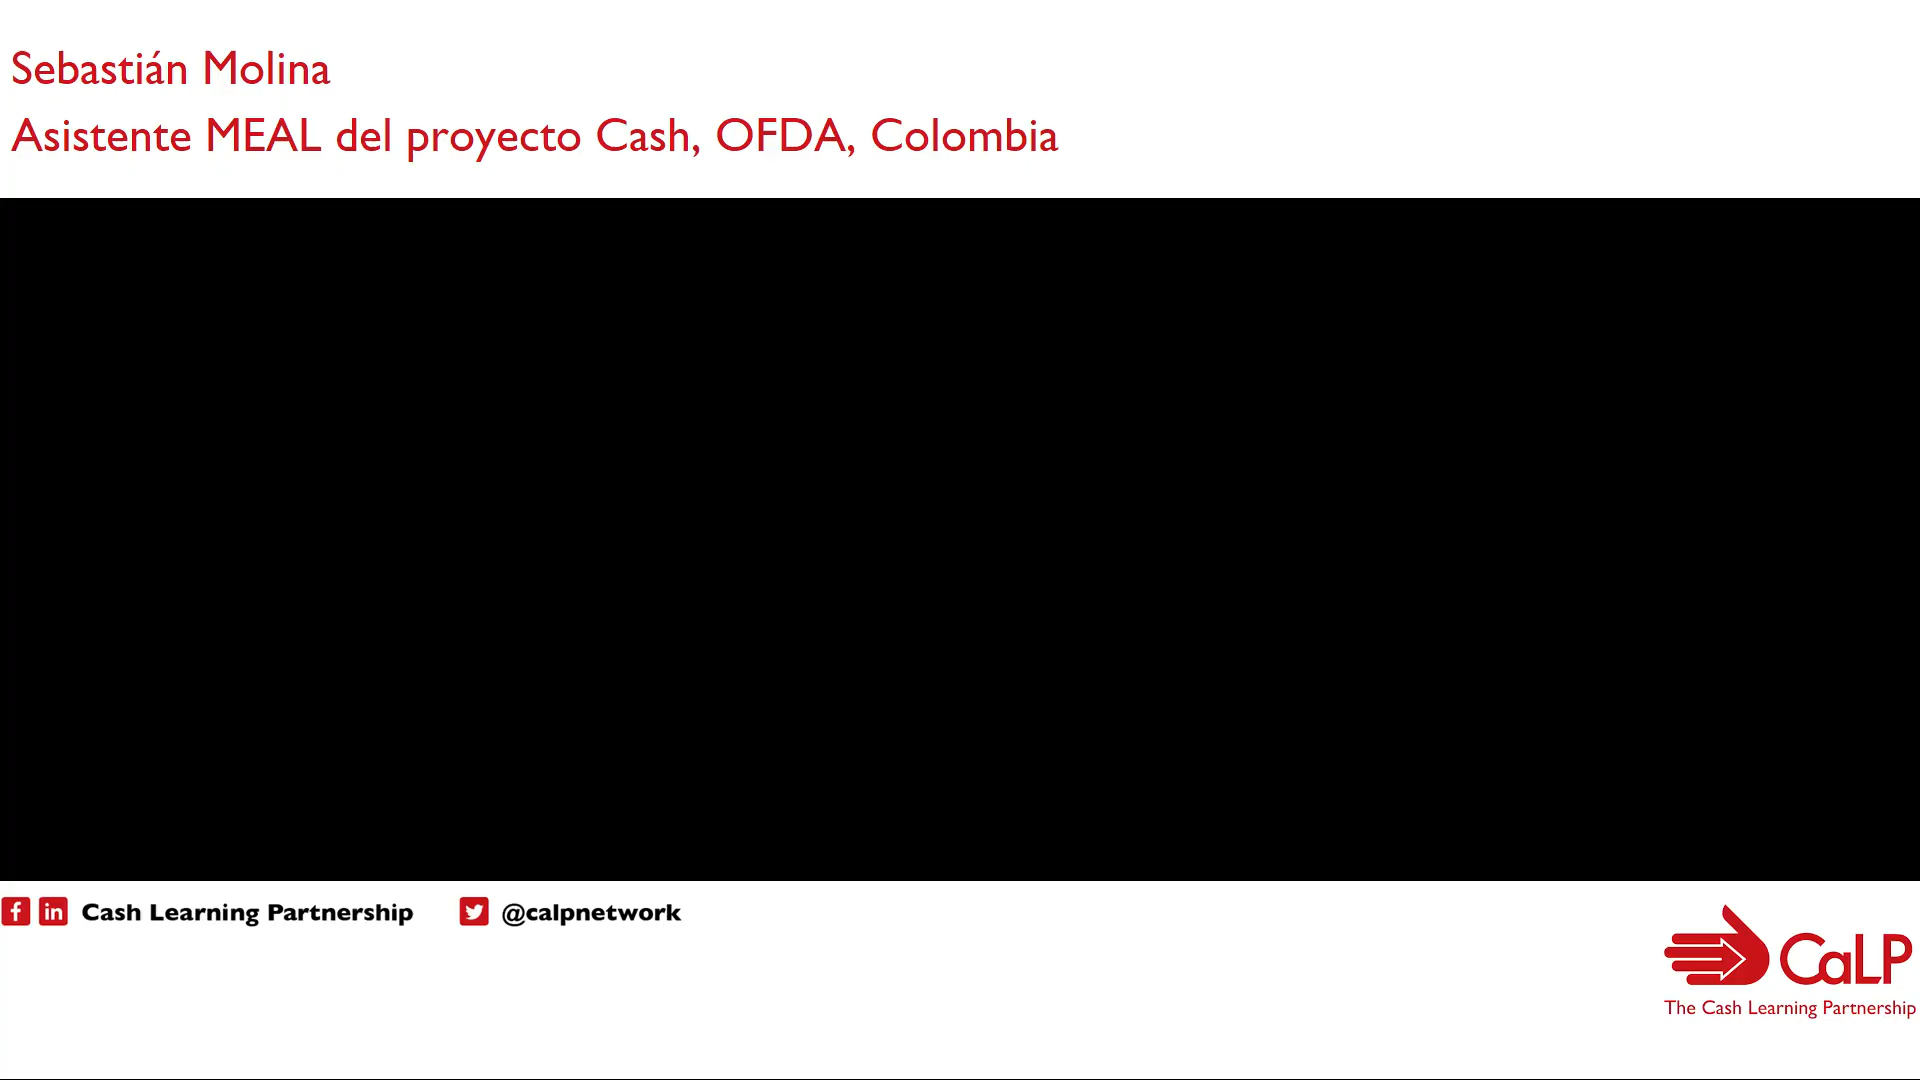 Sebastián Molina
Asistente MEAL del proyecto Cash, OFDA, Colombia
Cash Learning Partnership @calpnetwork
CaLP
The Cash Learning Partnership